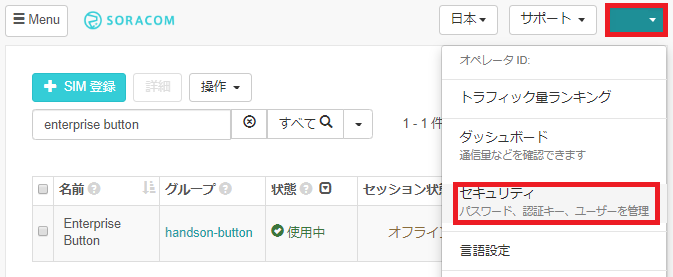 Menu
SORACOM
日本
サポート
オペレータ ID:
SIM 登録
詳細
操作
トラフィック量ランキング
enterprise button
すべて
1 - 1 件
ダッシュボード
通信量などを確認できます
セキュリティ
パスワード、認証キー、ユーザーを管理
名前
グループ
状態
セッション状態
Enterprise
Button
handson-button
使用中
オフライ
言語設定